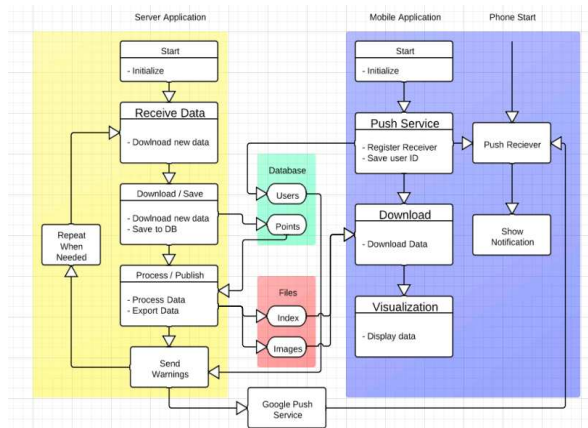 Server Application
Mobile Application
Phone Start
Start
- Initialize
Receive Data
- Dowlnoad new data
Download / Save
- Dowlnoad new data
- Save to DB
Process / Publish
- Process Data
- Export Data
Send
Warnings
Repeat
When
Needed
Database
Users
Points
Files
Index
Images
Google Push
Service
Start
- Initialize
Push Service
- Register Receiver
- Save user ID
Download
- Download Data
Visualization
- Display data
Push Reciever
Show
Notification